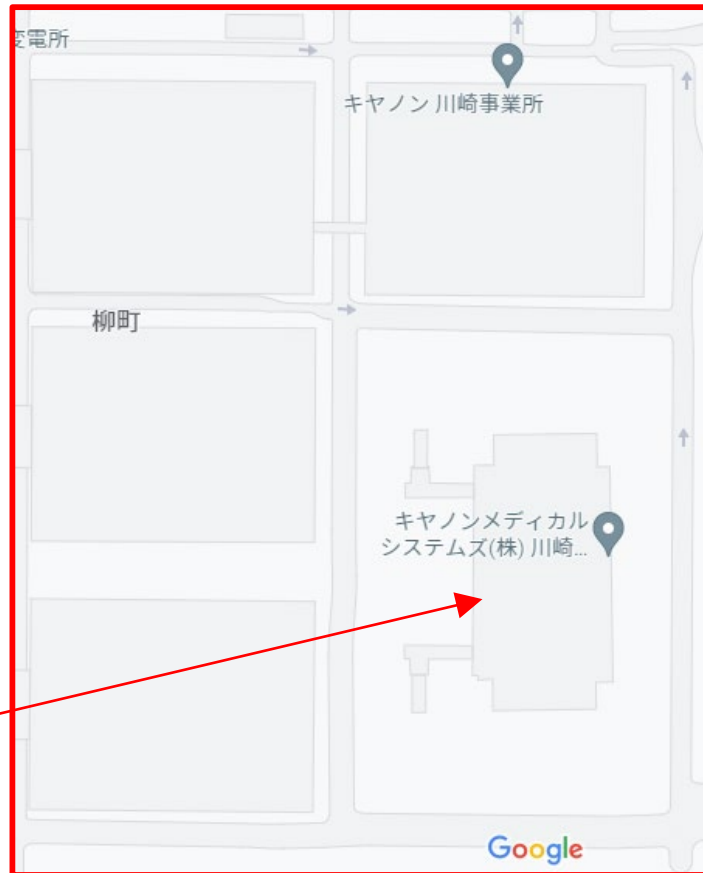 変電所
キヤノン 川崎事業所
柳町
キヤノンメディカル
システムズ(株) 川崎...
Google